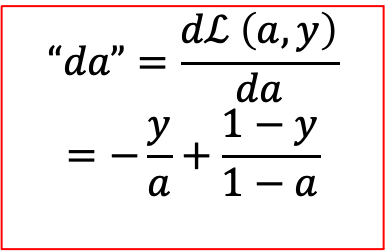 “da” = dℒ (a, y) / da
= − y/a + 1 − y / 1 − a